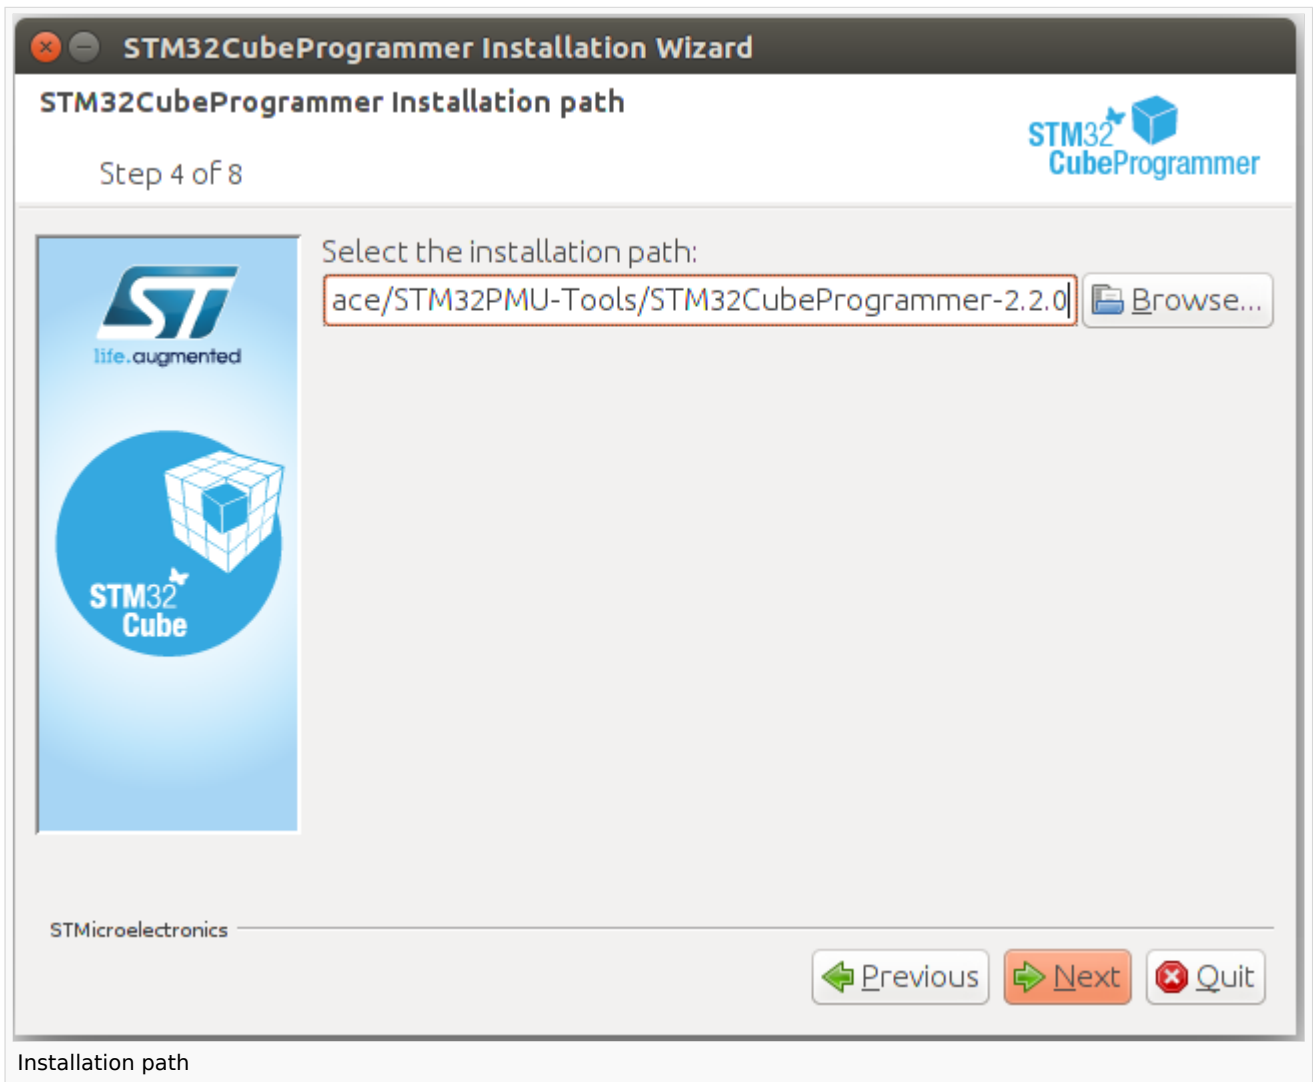 STM32CubeProgrammer Installation Wizard
STM32CubeProgrammer Installation path
Step 4 of 8
STM32
CubeProgrammer
ST
life.augmented
STM32
Cube
Select the installation path:
ace/STM32PMU-Tools/STM32CubeProgrammer-2.2.0
Browse...
STMicroelectronics
Previous
Next
Quit
Installation path